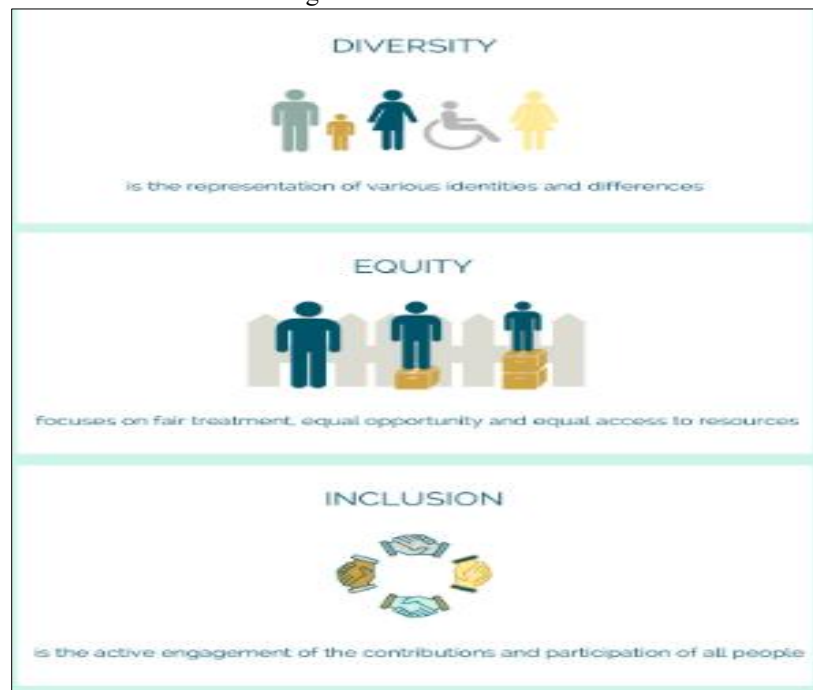 DIVERSITY
is the representation of various identities and differences
EQUITY
focuses on fair treatment, equal opportunity and equal access to resources
INCLUSION
is the active engagement of the contributions and participation of all people